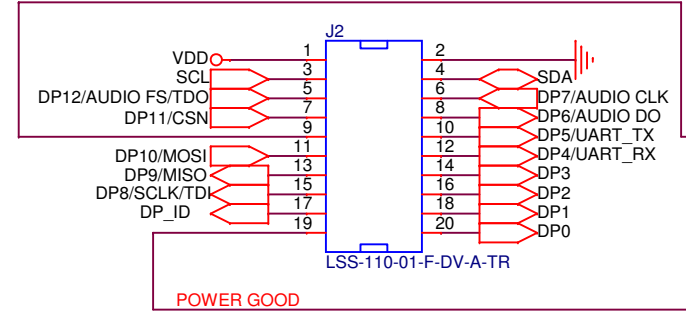 J2
VDD 1 2
SCL 3 4 SDA
DP12/AUDIO FS/TDO 5 6 DP7/AUDIO CLK
DP11/CSN 7 8 DP6/AUDIO DO
9 10 DP5/UART_TX
DP10/MOSI 11 12 DP4/UART_RX
DP9/MISO 13 14 DP3
DP8/SCLK/TDI 15 16 DP2
DP_ID 17 18 DP1
19 20 DP0
LSS-110-01-F-DV-A-TR
POWER GOOD